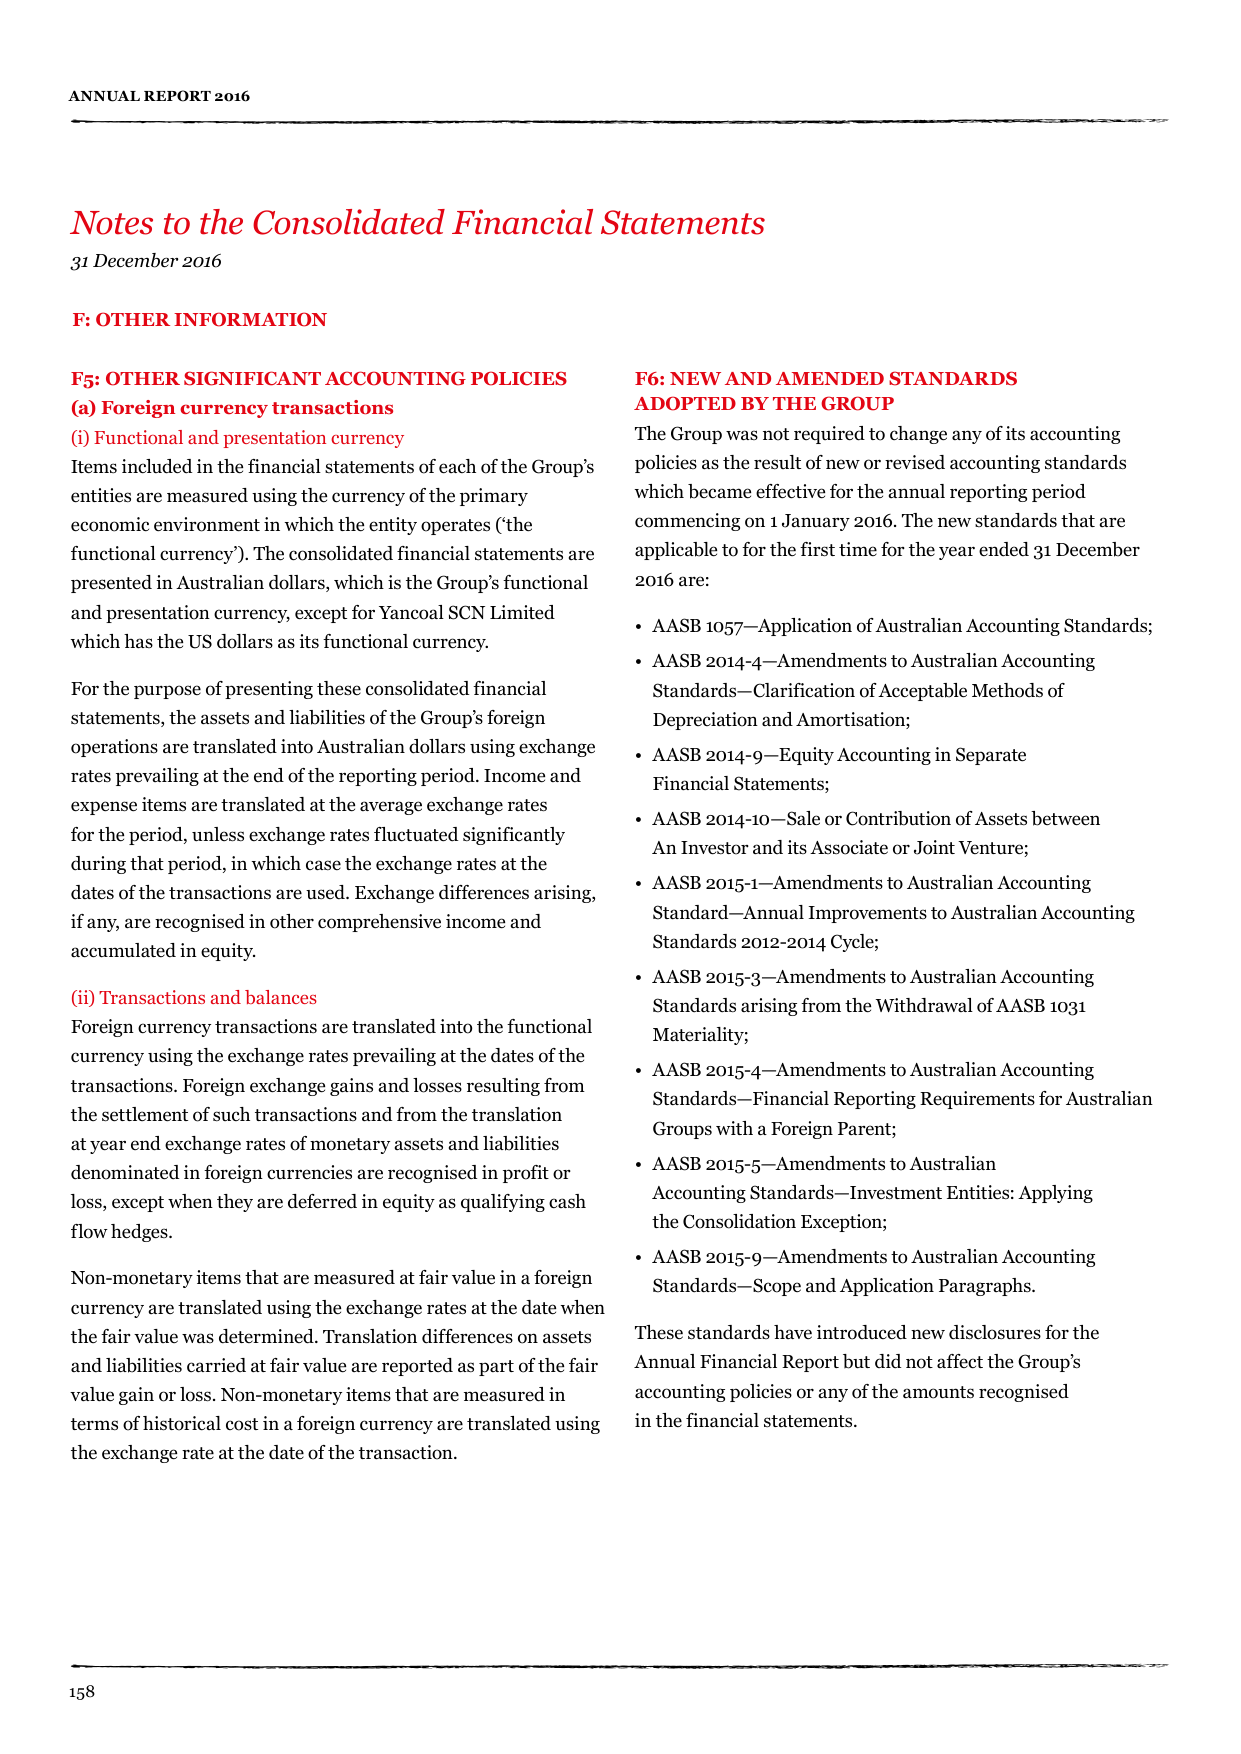 ANNUAL REPORT 2016
Notes to the Consolidated Financial Statements
31 December 2016
F: OTHER INFORMATION
F5: OTHER SIGNIFICANT ACCOUNTING POLICIES
(a) Foreign currency transactions
(i) Functional and presentation currency
Items included in the financial statements of each of the Group’s
entities are measured using the currency of the primary
economic environment in which the entity operates (‘the
functional currency’). The consolidated financial statements are
presented in Australian dollars, which is the Group’s functional
and presentation currency, except for Yancoal SCN Limited
which has the US dollars as its functional currency.
For the purpose of presenting these consolidated financial
statements, the assets and liabilities of the Group’s foreign
operations are translated into Australian dollars using exchange
rates prevailing at the end of the reporting period. Income and
expense items are translated at the average exchange rates
for the period, unless exchange rates fluctuated significantly
during that period, in which case the exchange rates at the
dates of the transactions are used. Exchange differences arising,
if any, are recognised in other comprehensive income and
accumulated in equity.
(ii) Transactions and balances
Foreign currency transactions are translated into the functional
currency using the exchange rates prevailing at the dates of the
transactions. Foreign exchange gains and losses resulting from
the settlement of such transactions and from the translation
at year end exchange rates of monetary assets and liabilities
denominated in foreign currencies are recognised in profit or
loss, except when they are deferred in equity as qualifying cash
flow hedges.
Non-monetary items that are measured at fair value in a foreign
currency are translated using the exchange rates at the date when
the fair value was determined. Translation differences on assets
and liabilities carried at fair value are reported as part of the fair
value gain or loss. Non-monetary items that are measured in
terms of historical cost in a foreign currency are translated using
the exchange rate at the date of the transaction.
F6: NEW AND AMENDED STANDARDS
ADOPTED BY THE GROUP
The Group was not required to change any of its accounting
policies as the result of new or revised accounting standards
which became effective for the annual reporting period
commencing on 1 January 2016. The new standards that are
applicable to for the first time for the year ended 31 December
2016 are:
• AASB 1057—Application of Australian Accounting Standards;
• AASB 2014-4—Amendments to Australian Accounting
Standards—Clarification of Acceptable Methods of
Depreciation and Amortisation;
• AASB 2014-9—Equity Accounting in Separate
Financial Statements;
• AASB 2014-10—Sale or Contribution of Assets between
An Investor and its Associate or Joint Venture;
• AASB 2015-1—Amendments to Australian Accounting
Standard—Annual Improvements to Australian Accounting
Standards 2012-2014 Cycle;
• AASB 2015-3—Amendments to Australian Accounting
Standards arising from the Withdrawal of AASB 1031
Materiality;
• AASB 2015-4—Amendments to Australian Accounting
Standards—Financial Reporting Requirements for Australian
Groups with a Foreign Parent;
• AASB 2015-5—Amendments to Australian
Accounting Standards—Investment Entities: Applying
the Consolidation Exception;
• AASB 2015-9—Amendments to Australian Accounting
Standards—Scope and Application Paragraphs.
These standards have introduced new disclosures for the
Annual Financial Report but did not affect the Group’s
accounting policies or any of the amounts recognised
in the financial statements.
158